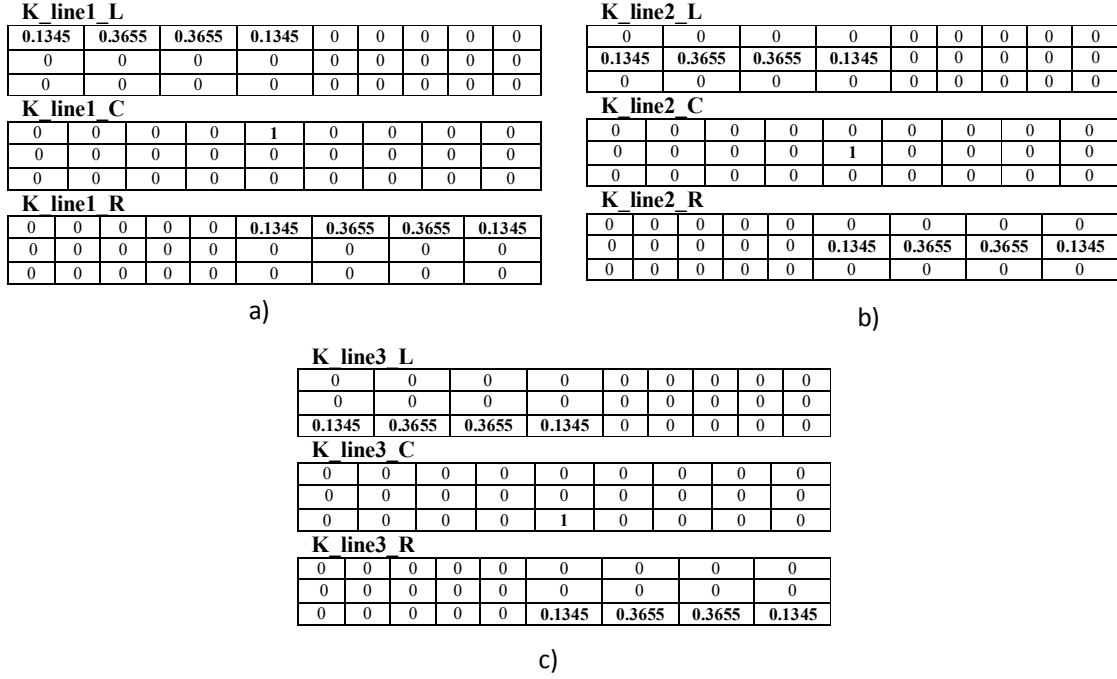 K_line1_L
0.1345 0.3655 0.3655 0.1345 0 0 0 0 0
0 0 0 0 0 0 0 0 0
0 0 0 0 0 0 0 0 0
K_line1_C
0 0 0 0 1 0 0 0 0
0 0 0 0 0 0 0 0 0
0 0 0 0 0 0 0 0 0
K_line1_R
0 0 0 0 0 0.1345 0.3655 0.3655 0.1345
0 0 0 0 0 0 0 0 0
0 0 0 0 0 0 0 0 0
a)
K_line2_L
0 0 0 0 0 0 0 0 0
0.1345 0.3655 0.3655 0.1345 0 0 0 0 0
0 0 0 0 0 0 0 0 0
K_line2_C
0 0 0 0 0 0 0 0 0
0 0 0 0 1 0 0 0 0
0 0 0 0 0 0 0 0 0
K_line2_R
0 0 0 0 0 0 0 0 0
0 0 0 0 0 0.1345 0.3655 0.3655 0.1345
0 0 0 0 0 0 0 0 0
b)
K_line3_L
0 0 0 0 0 0 0 0 0
0 0 0 0 0 0 0 0 0
0.1345 0.3655 0.3655 0.1345 0 0 0 0 0
K_line3_C
0 0 0 0 0 0 0 0 0
0 0 0 0 0 0 0 0 0
0 0 0 0 1 0 0 0 0
K_line3_R
0 0 0 0 0 0 0 0 0
0 0 0 0 0 0 0 0 0
0 0 0 0 0 0.1345 0.3655 0.3655 0.1345
c)